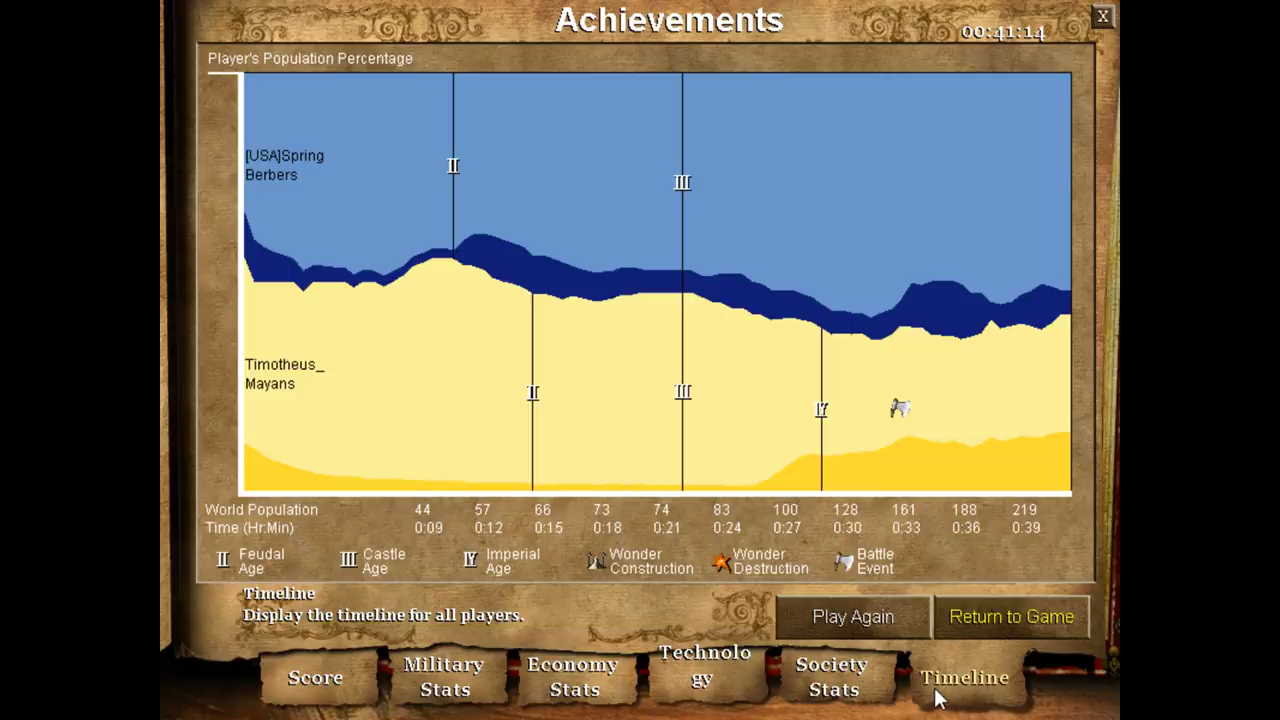 Achievements
X
00:41:14
Player's Population Percentage
[USA]Spring
Berbers
II
III
Timotheus_
Mayans
II
III
IV
World Population 44 57 66 73 74 83 100 128 161 188 219
Time (Hr:Min) 0:09 0:12 0:15 0:18 0:21 0:24 0:27 0:30 0:33 0:36 0:39
II Feudal Age
III Castle Age
IV Imperial Age
Wonder Construction
Wonder Destruction
Battle Event
Timeline
Display the timeline for all players.
Play Again
Return to Game
Score
Military
Stats
Economy
Stats
Technolo
gy
Society
Stats
Timeline